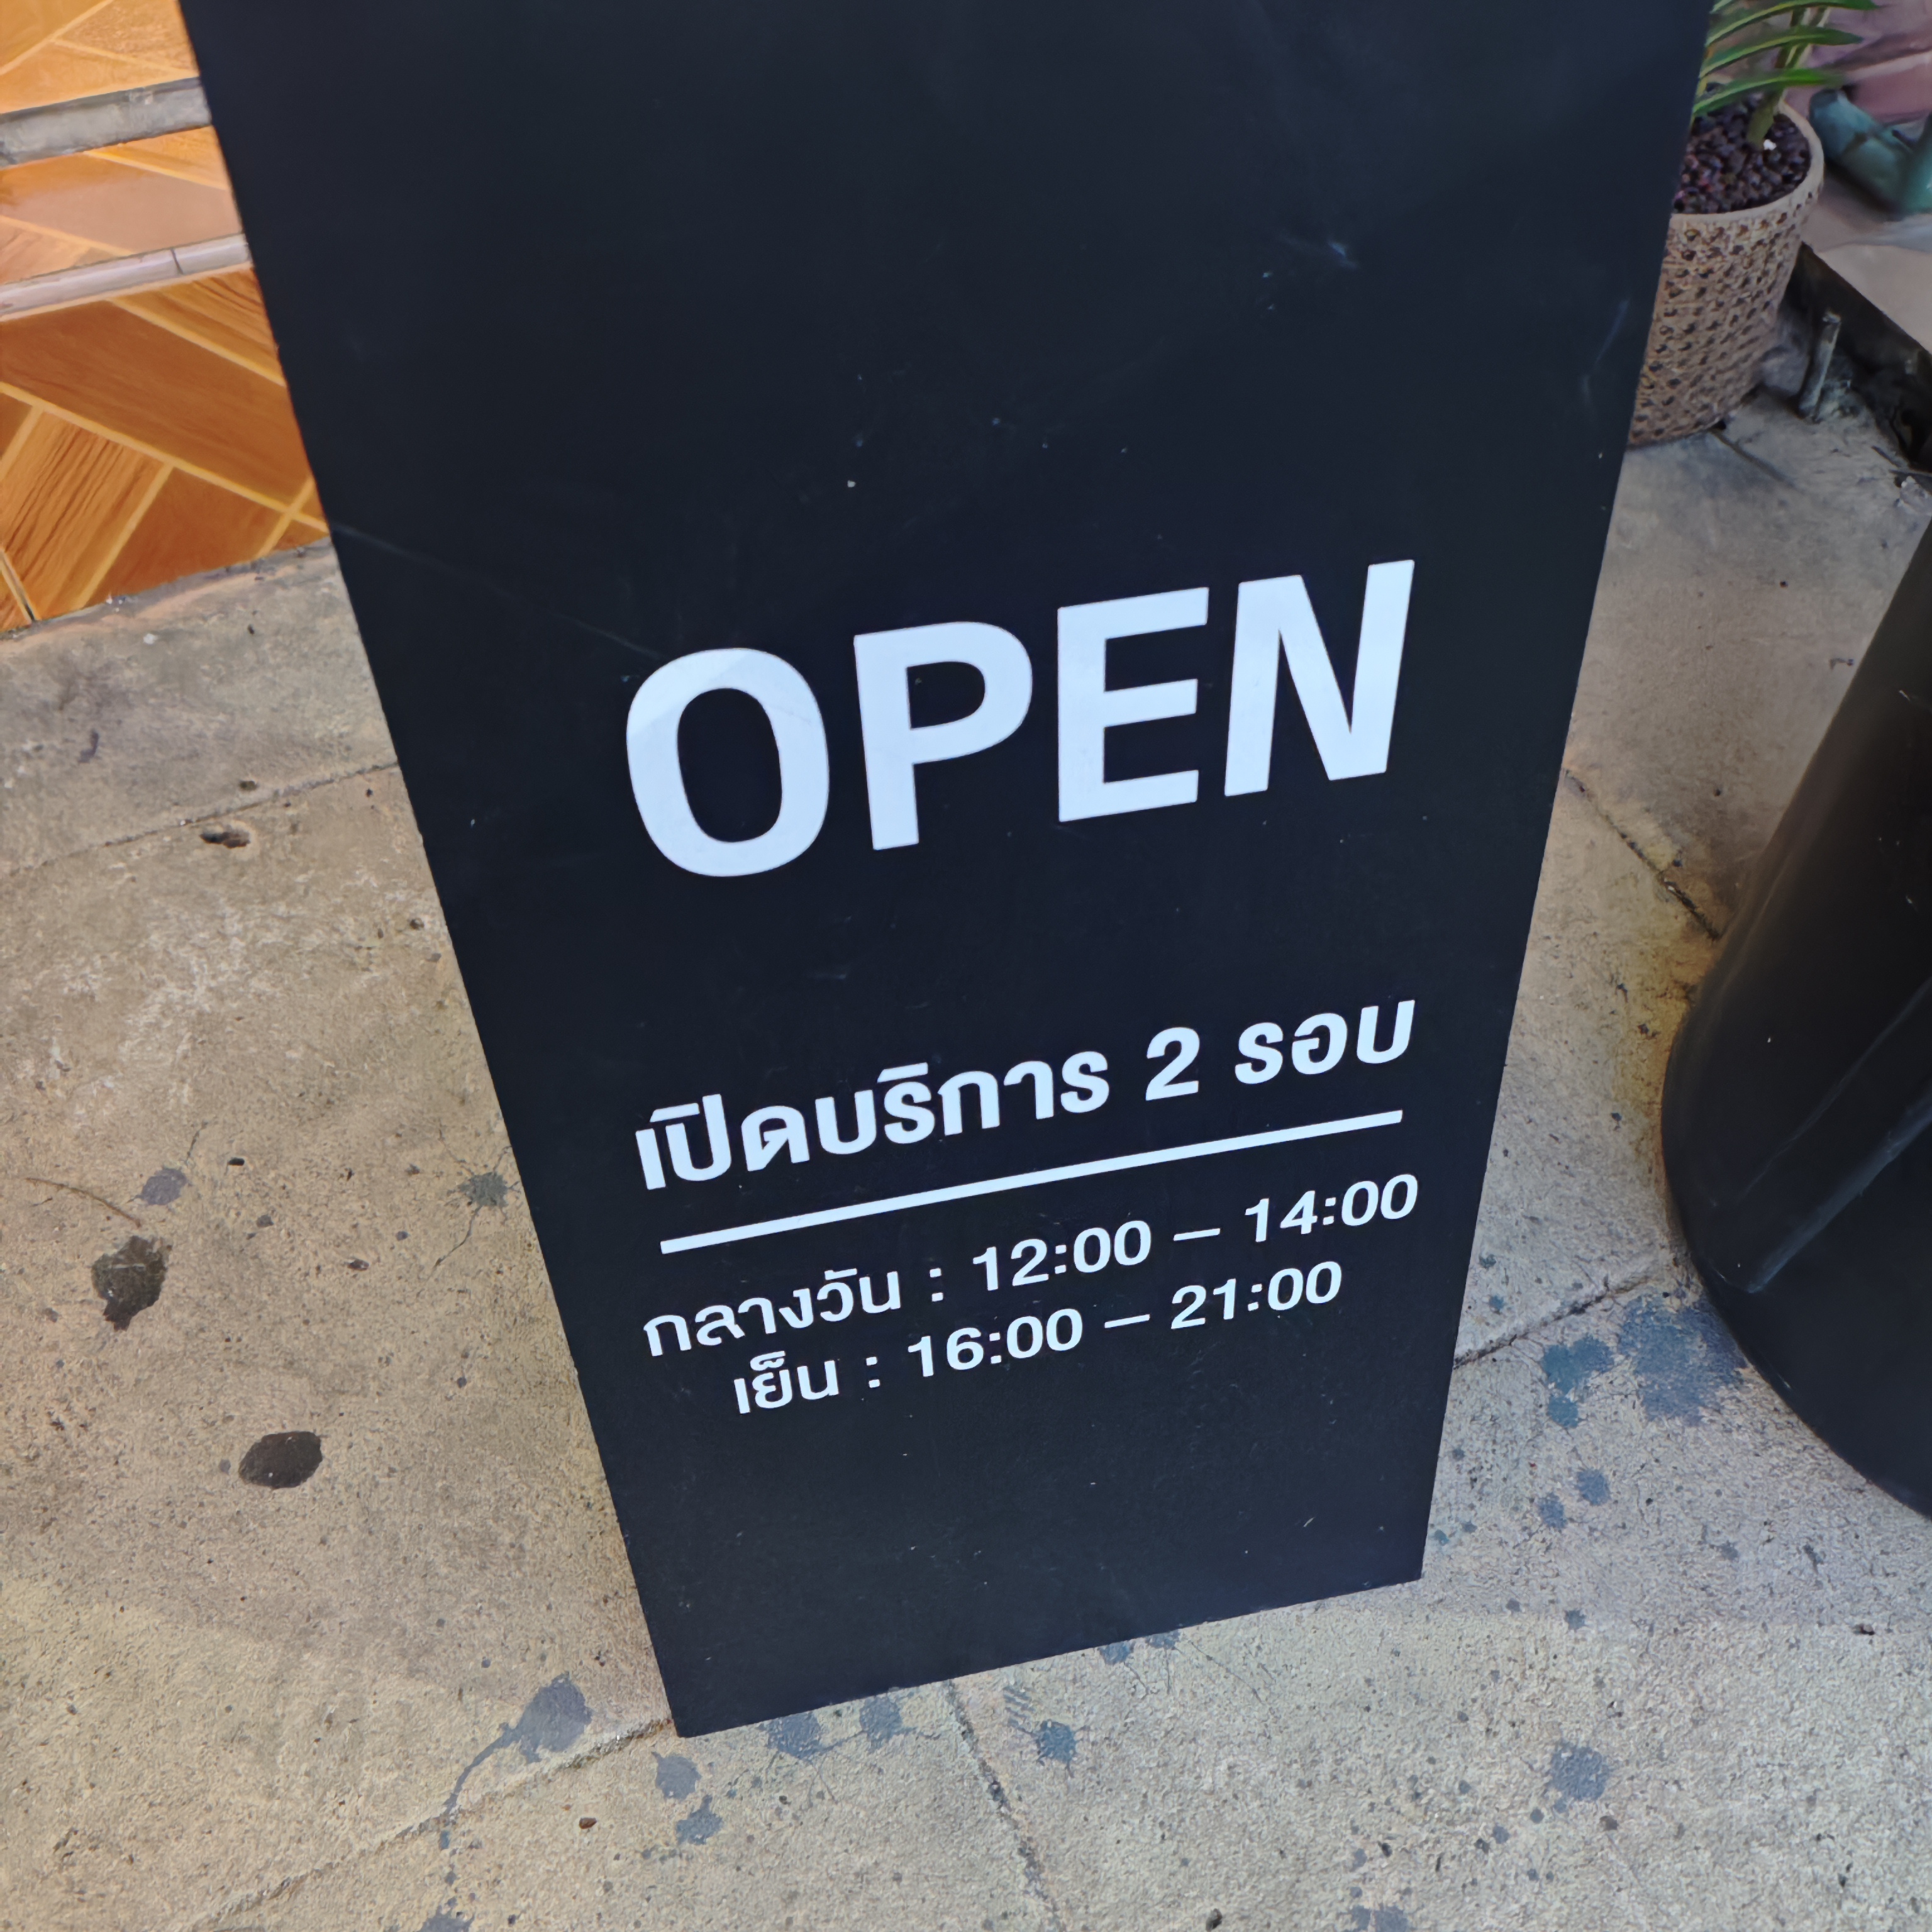 OPEN
เปิดบริการ 2 รอบ
กลางวัน : 12:00 – 14:00
เย็น : 16:00 – 21:00